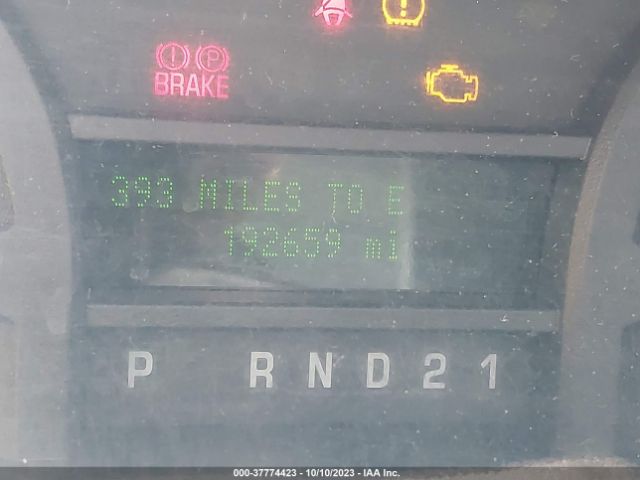 P
BRAKE
393 MILES TO E
192659 mi
P R N D 2 1
000-37774423 - 10/10/2023 - IAA Inc.